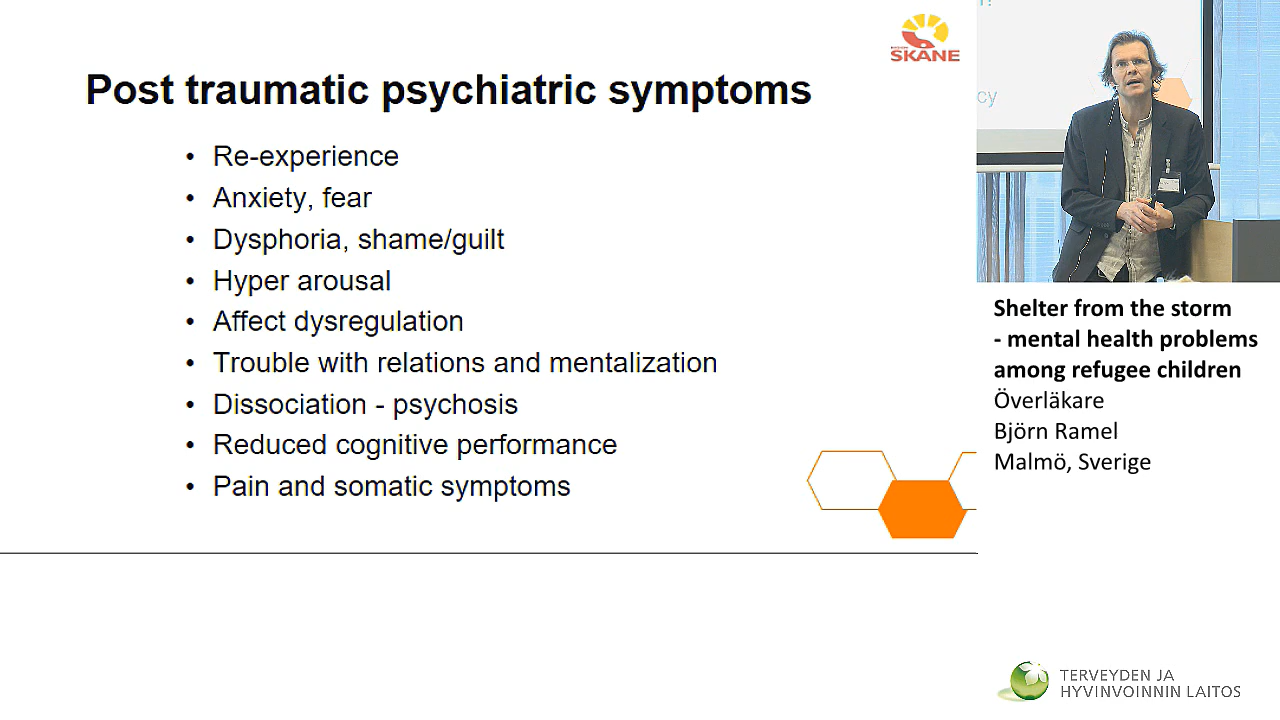 SKANE
Post traumatic psychiatric symptoms
• Re-experience
• Anxiety, fear
• Dysphoria, shame/guilt
• Hyper arousal
• Affect dysregulation
• Trouble with relations and mentalization
• Dissociation - psychosis
• Reduced cognitive performance
• Pain and somatic symptoms
cy
Shelter from the storm
- mental health problems
among refugee children
Överläkare
Björn Ramel
Malmö, Sverige
TERVEYDEN JA
HYVINVOINNIN LAITOS